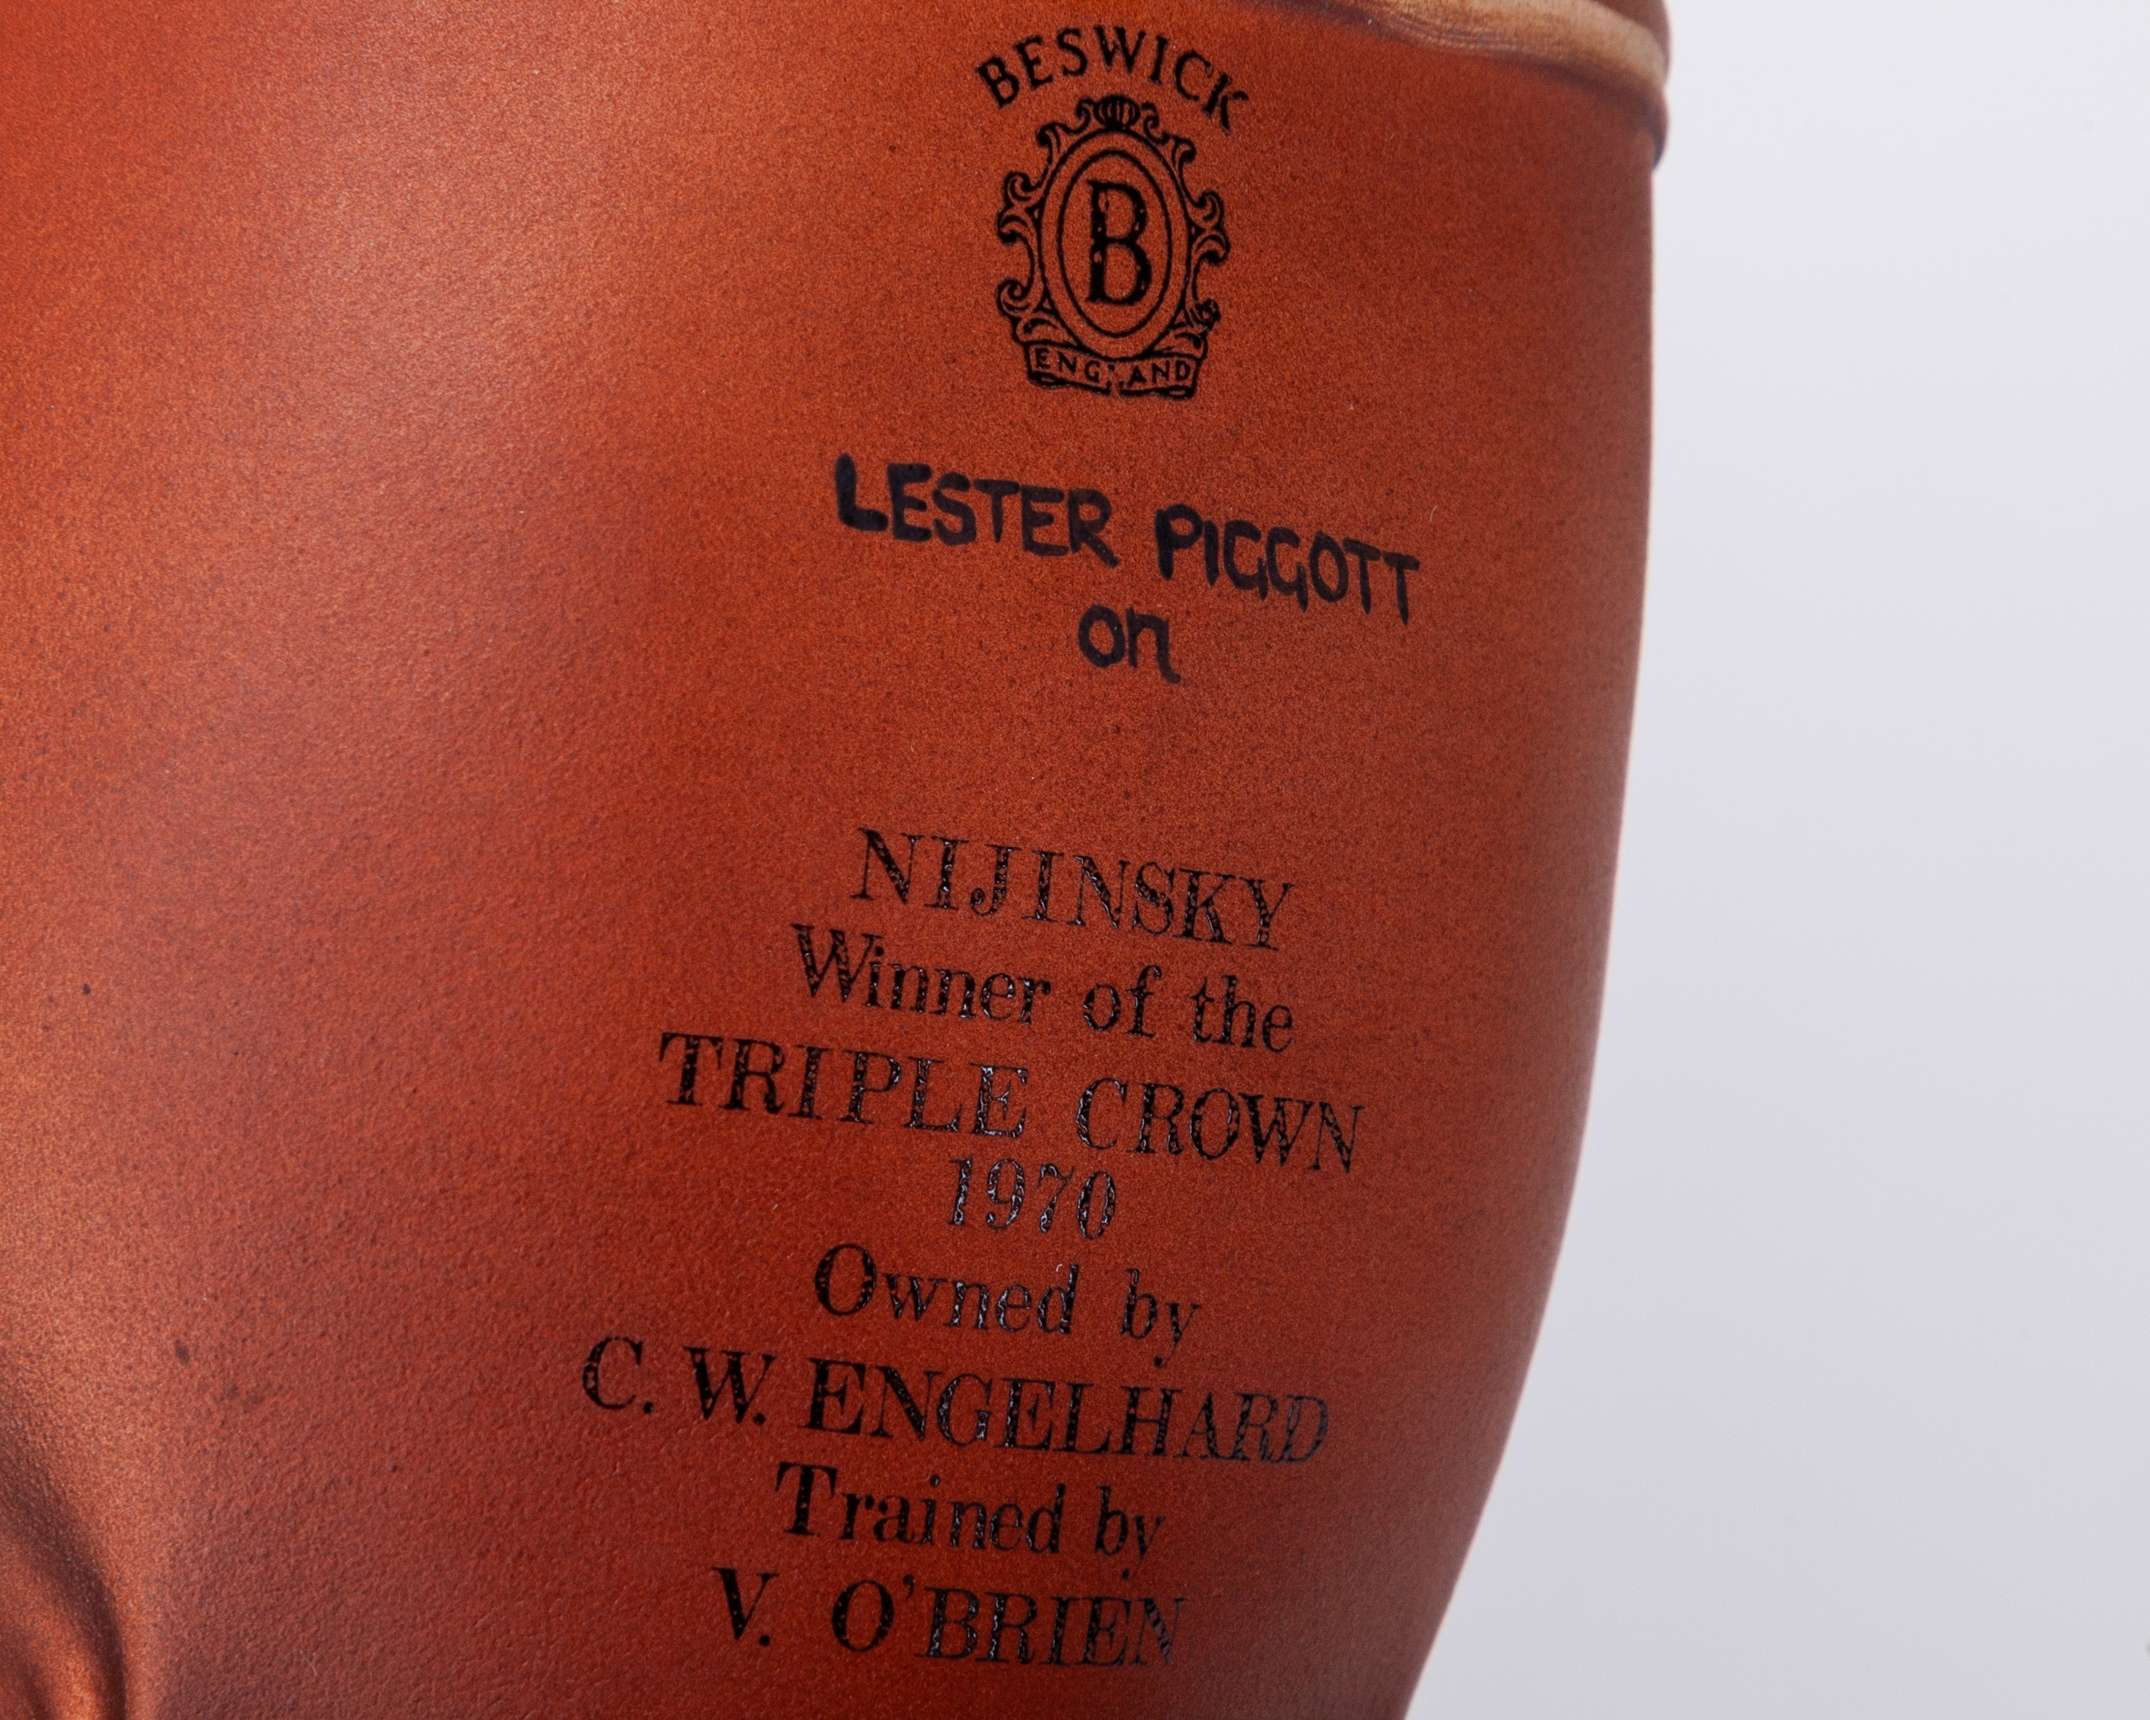 BESWICK
B
ENGLAND
LESTER PIGGOTT
on
NIJINSKY
Winner of the
TRIPLE CROWN
1970
Owned by
C. W. ENGELHARD
Trained by
V. O'BRIEN